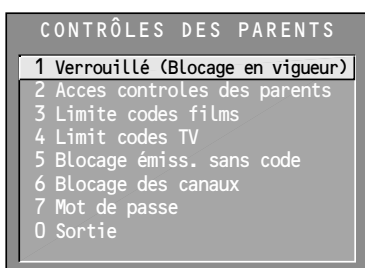 CONTRÔLES DES PARENTS
1 Verrouillé (Blocage en vigueur)
2 Acces controles des parents
3 Limite codes films
4 Limit codes TV
5 Blocage émiss. sans code
6 Blocage des canaux
7 Mot de passe
0 Sortie